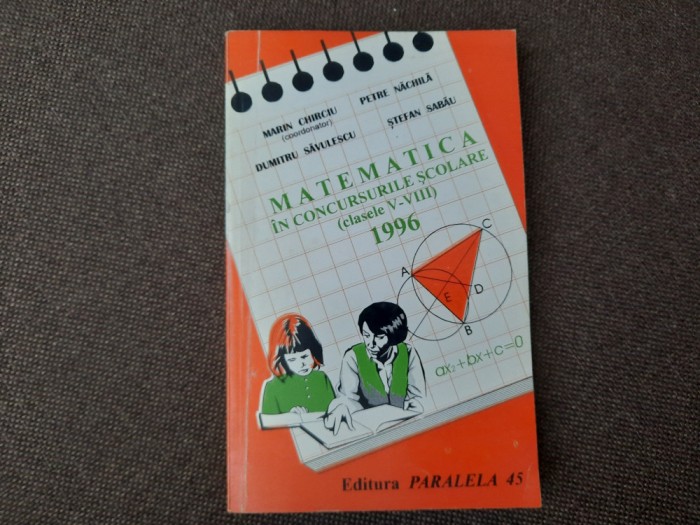 MARIN CHIRCIU
(coordonator)
PETRE NĂCHILĂ
DUMITRU SĂVULESCU
ŞTEFAN SABĂU
MATEMATICA
ÎN CONCURSURILE ŞCOLARE
(clasele V-VIII)
1996
C
A
E
D
B
ax₂+bx+c=0
Editura PARALELA 45